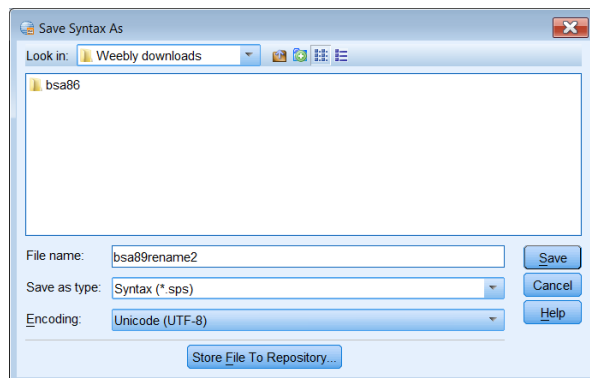 Save Syntax As
Look in: Weebly downloads
bsa86
File name: bsa89rename2 Save
Save as type: Syntax (*.sps) Cancel
Encoding: Unicode (UTF-8) Help
Store File To Repository...